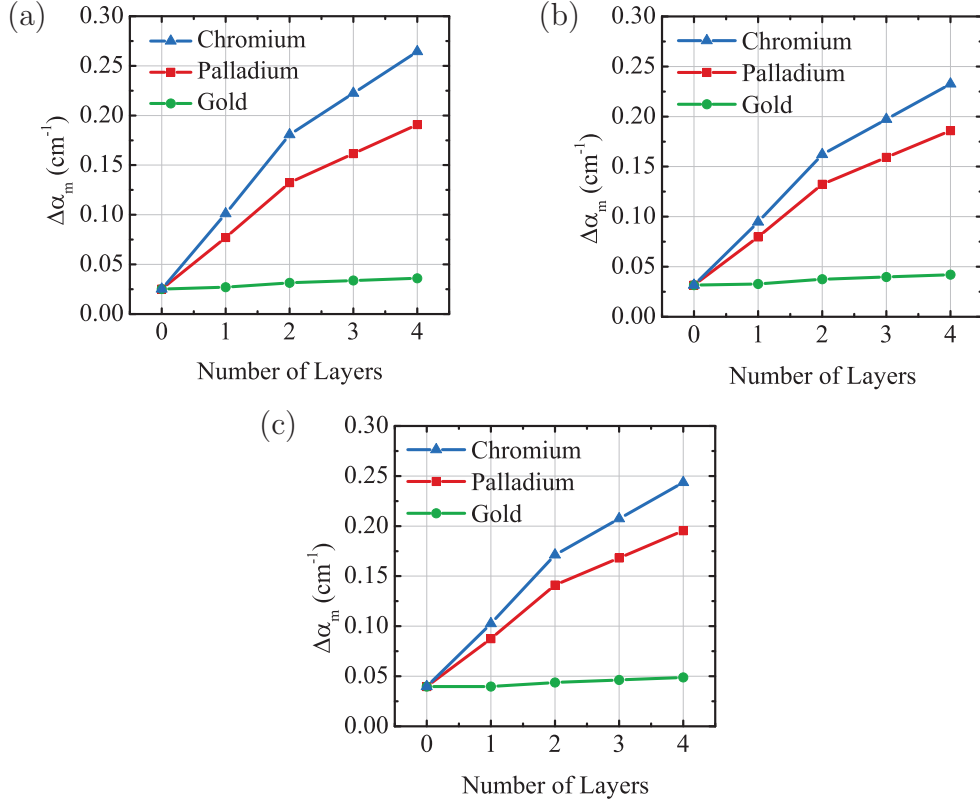 (a)
0.30
0.25
0.20
0.15
0.10
0.05
0.00
Δαm (cm-1)
Chromium
Palladium
Gold
0 1 2 3 4
Number of Layers
(b)
0.30
0.25
0.20
0.15
0.10
0.05
0.00
Δαm (cm-1)
Chromium
Palladium
Gold
0 1 2 3 4
Number of Layers
(c)
0.30
0.25
0.20
0.15
0.10
0.05
0.00
Δαm (cm-1)
Chromium
Palladium
Gold
0 1 2 3 4
Number of Layers